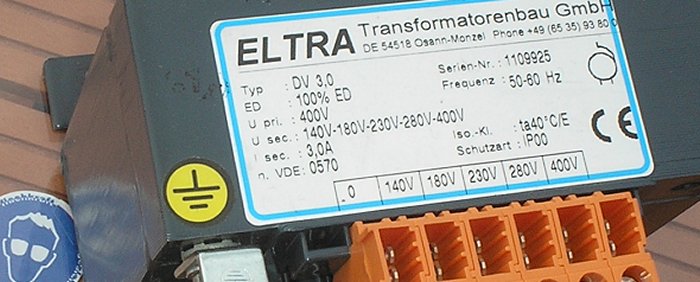 ELTRA Transformatorenbau GmbH
DE 54518 Osann-Monzel Phone +49 (65 35) 93 80 0
Typ : DV 3,0 Serien-Nr. : 1109925
ED : 100% ED Frequenz : 50-60 Hz
U pri. : 400V
U sec. : 140V-180V-230V-280V-400V
I sec. : 3,0A Iso.-Kl. : ta40°C/E
n. VDE : 0570 Schutzart : IP00
CE
0 140V 180V 230V 280V 400V